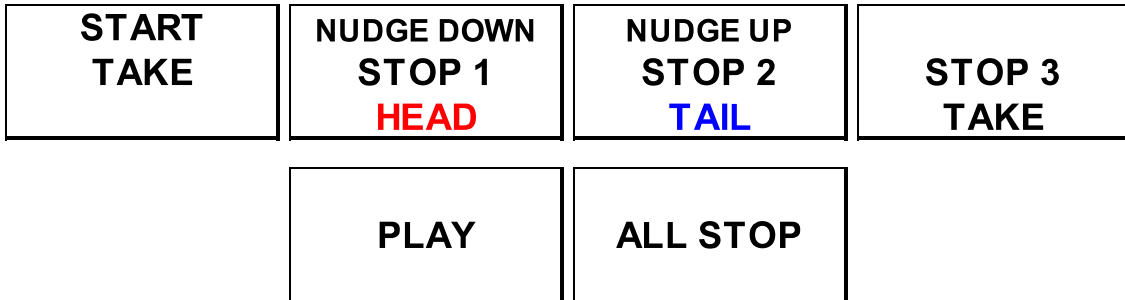 START
TAKE
NUDGE DOWN
STOP 1
HEAD
NUDGE UP
STOP 2
TAIL
STOP 3
TAKE
PLAY
ALL STOP